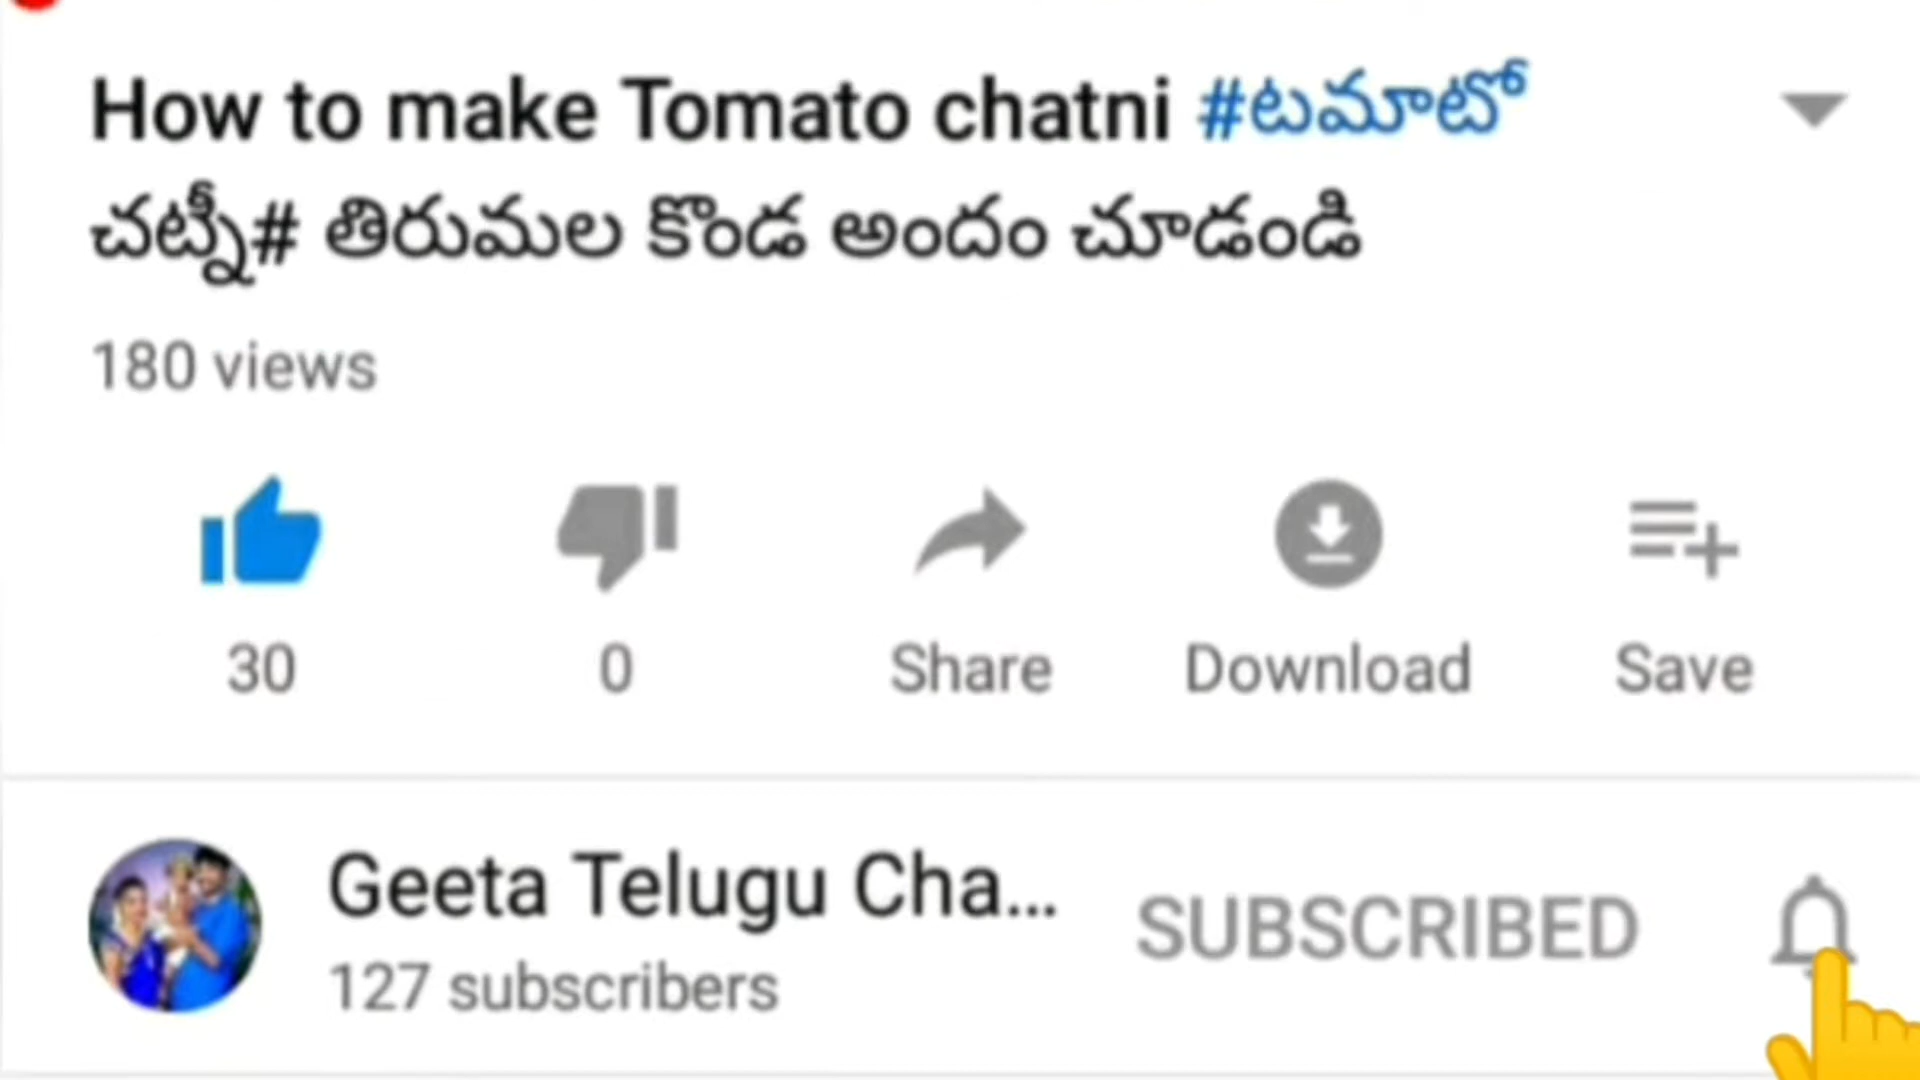 How to make Tomato chatni #టమాటో
చట్నీ# తిరుమల కొండ అందం చూడండి
180 views
30
0
Share
Download
Save
Geeta Telugu Cha...
127 subscribers
SUBSCRIBED